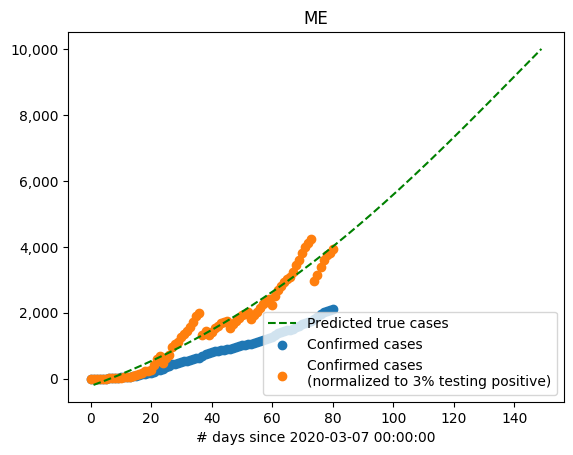 ME
10,000
8,000
6,000
4,000
2,000
0
Predicted true cases
Confirmed cases
Confirmed cases
(normalized to 3% testing positive)
0 20 40 60 80 100 120 140
# days since 2020-03-07 00:00:00